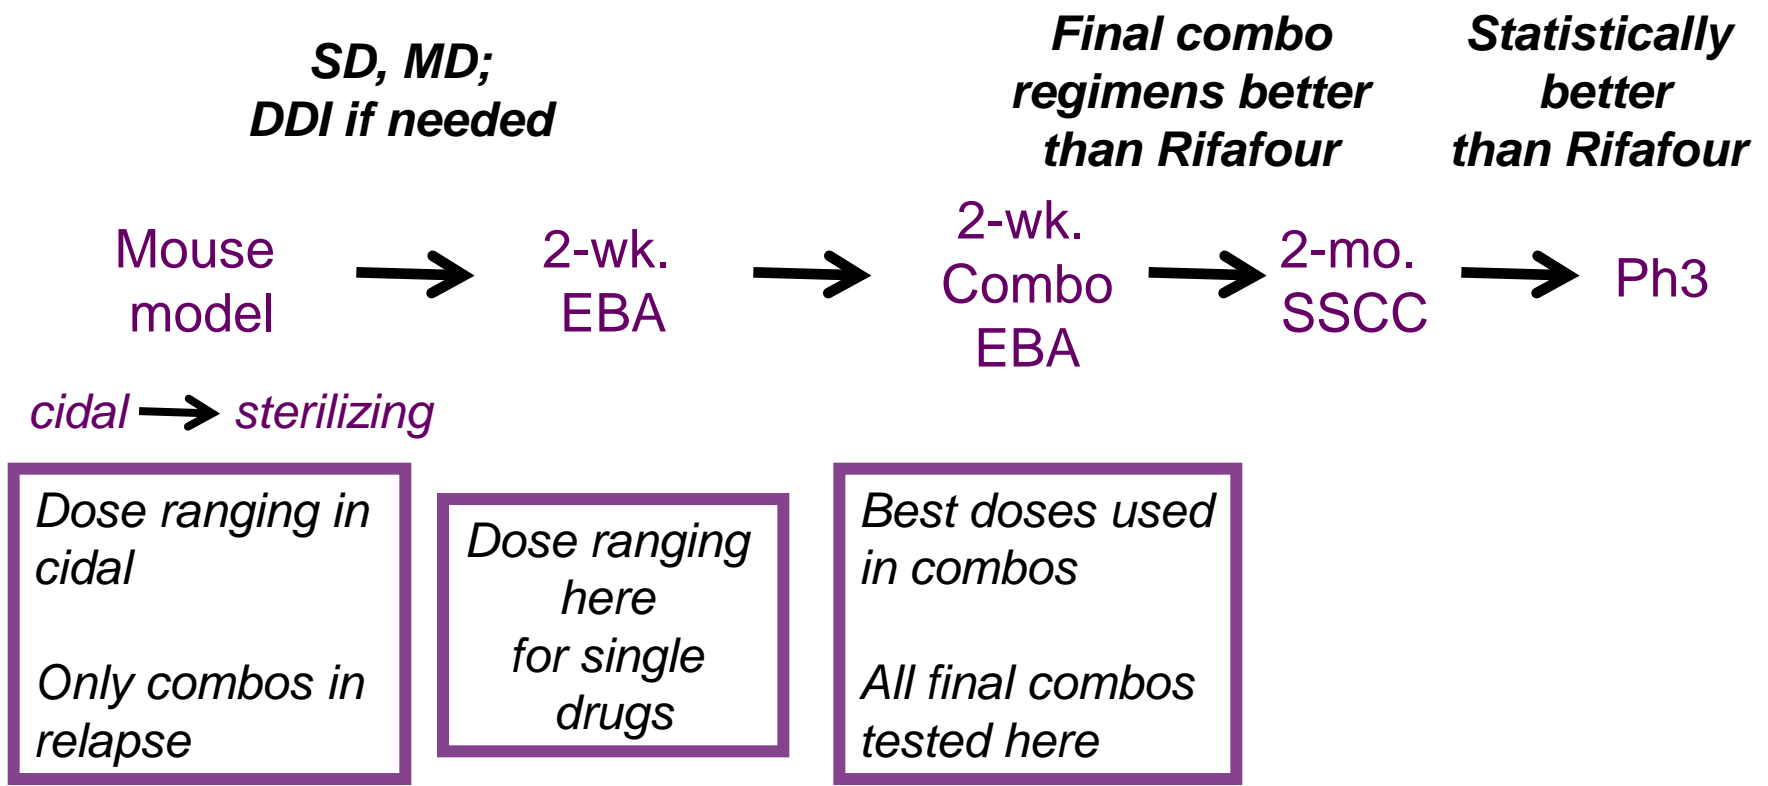 SD, MD;
DDI if needed
Final combo
regimens better
than Rifafour
Statistically
better
than Rifafour
Mouse
model
2-wk.
EBA
2-wk.
Combo
EBA
2-mo.
SSCC
Ph3
cidal
sterilizing
Dose ranging in
cidal
Only combos in
relapse
Dose ranging
here
for single
drugs
Best doses used
in combos
All final combos
tested here